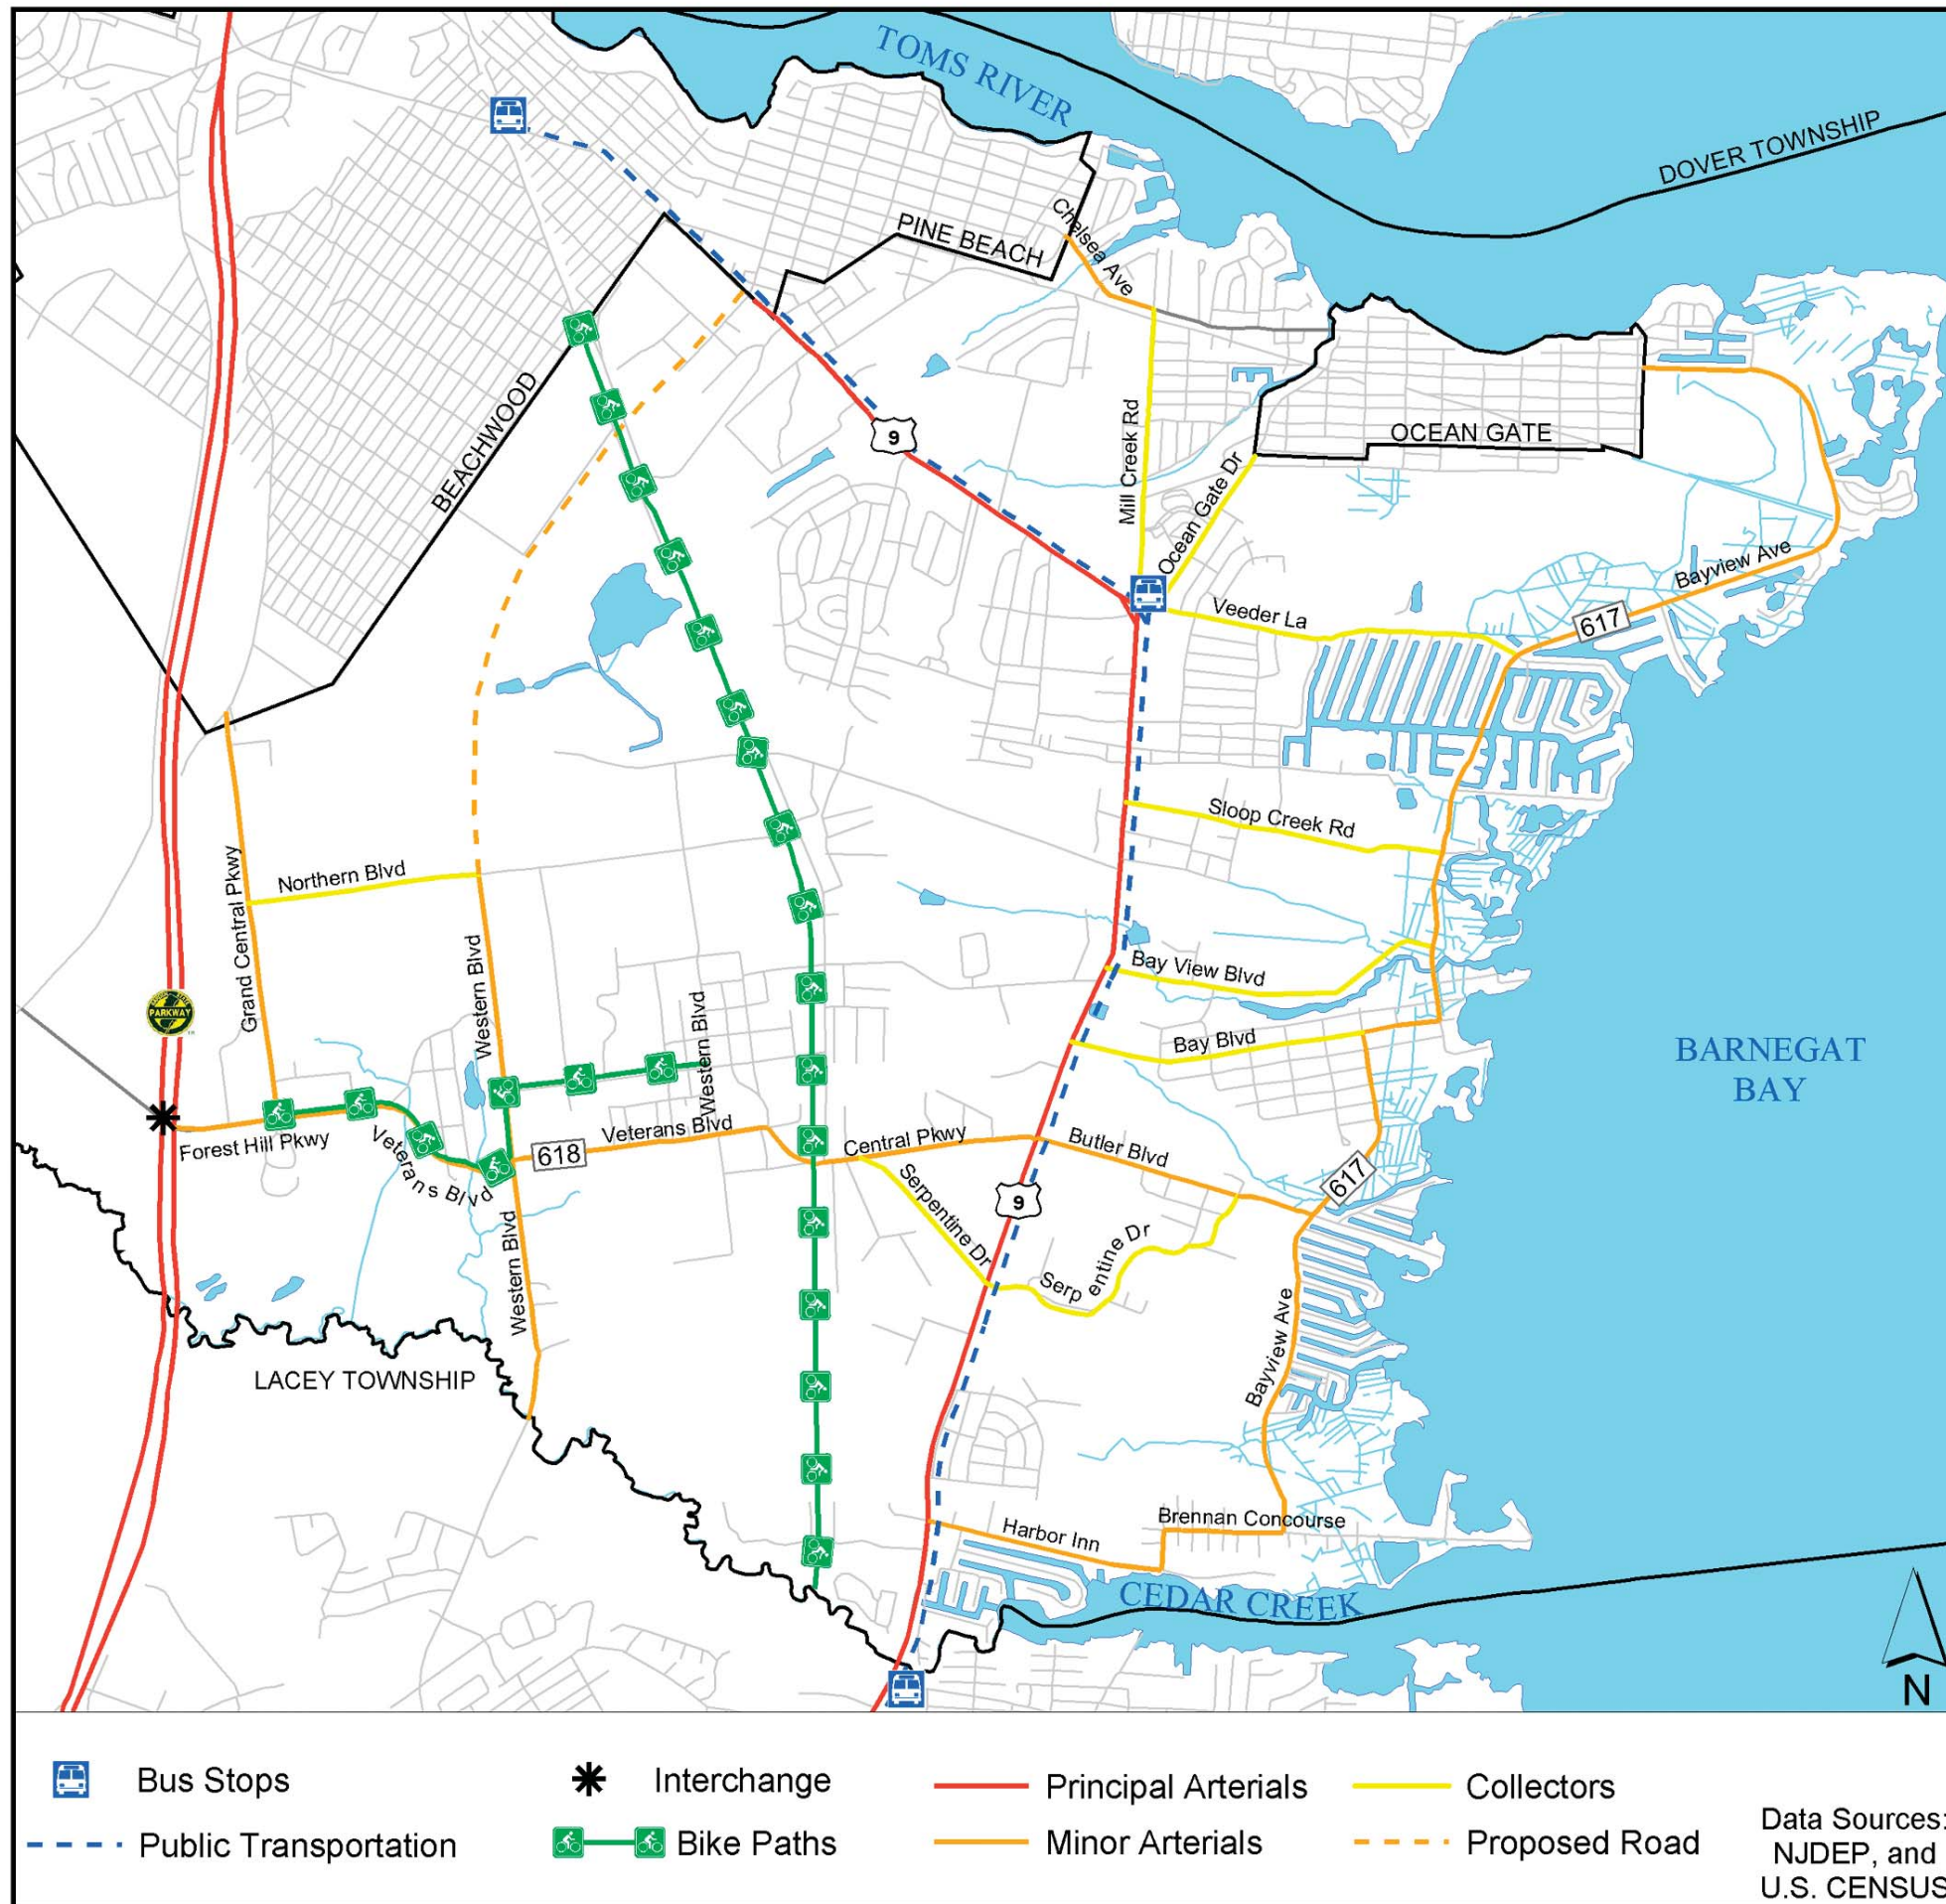 TOMS RIVER
DOVER TOWNSHIP
PINE BEACH
Chelsea Ave
BEACHWOOD
9
Mill Creek Rd
OCEAN GATE
Ocean Gate Dr
Bayview Ave
617
Veeder La
Sloop Creek Rd
Northern Blvd
Grand Central Pkwy
Western Blvd
Western Blvd
PARKWAY
Bay View Blvd
Bay Blvd
BARNEGAT
BAY
Forest Hill Pkwy
Veterans Blvd
618
Veterans Blvd
Central Pkwy
Butler Blvd
617
9
Serpentine Dr
Serpentine Dr
Western Blvd
Bayview Ave
LACEY TOWNSHIP
Harbor Inn
Brennan Concourse
CEDAR CREEK
N
Bus Stops
Interchange
Principal Arterials
Collectors
Public Transportation
Bike Paths
Minor Arterials
Proposed Road
Data Sources:
NJDEP, and
U.S. CENSUS